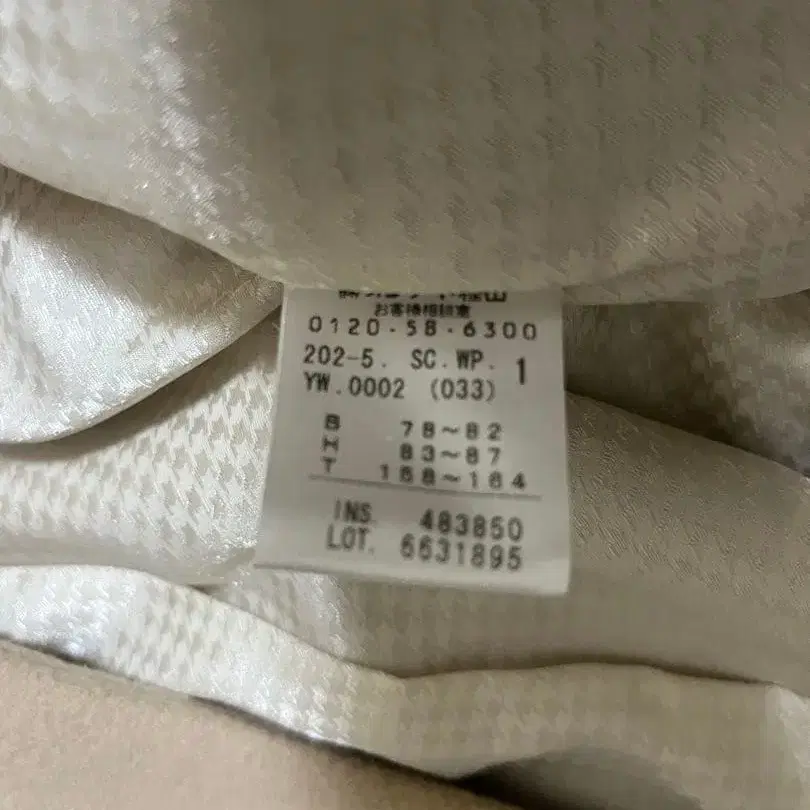 お客様相談室
0120-58-6300
202-5. SC.WP. 1
YW.0002 (033)
B 78~82
H 83~87
T 158~164
INS. 483850
LOT. 6631895